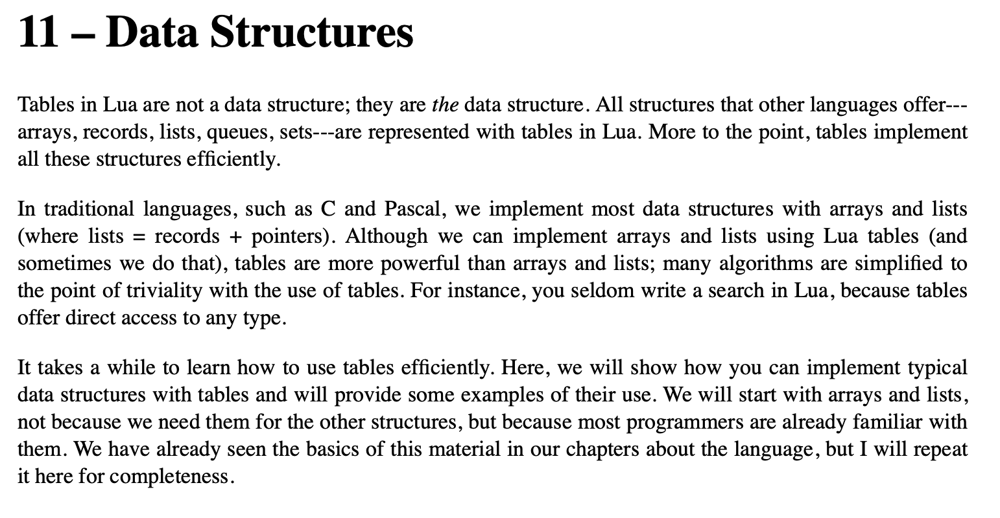 11 – Data Structures
Tables in Lua are not a data structure; they are the data structure. All structures that other languages offer---
arrays, records, lists, queues, sets---are represented with tables in Lua. More to the point, tables implement
all these structures efficiently.
In traditional languages, such as C and Pascal, we implement most data structures with arrays and lists
(where lists = records + pointers). Although we can implement arrays and lists using Lua tables (and
sometimes we do that), tables are more powerful than arrays and lists; many algorithms are simplified to
the point of triviality with the use of tables. For instance, you seldom write a search in Lua, because tables
offer direct access to any type.
It takes a while to learn how to use tables efficiently. Here, we will show how you can implement typical
data structures with tables and will provide some examples of their use. We will start with arrays and lists,
not because we need them for the other structures, but because most programmers are already familiar with
them. We have already seen the basics of this material in our chapters about the language, but I will repeat
it here for completeness.